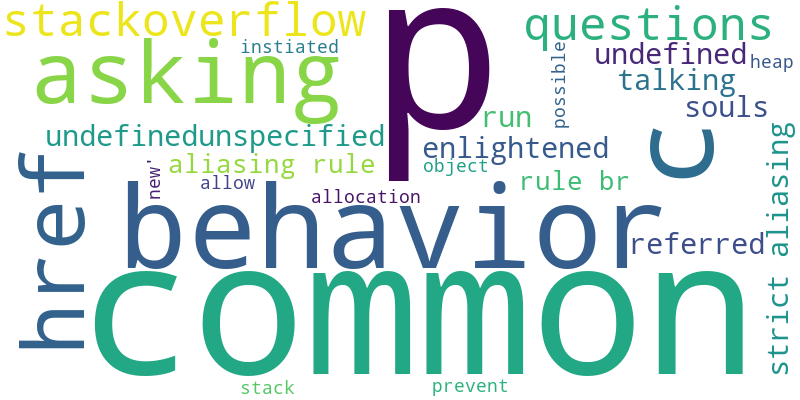 stackoverflow
p
questions
instiated
asking
undefined
heap
possible
talking
souls
run
c
undefinedunspecified
enlightened
aliasing rule
object
new'
allow
rule br
href
behavior
allocation
referred
strict aliasing
common
stack
prevent